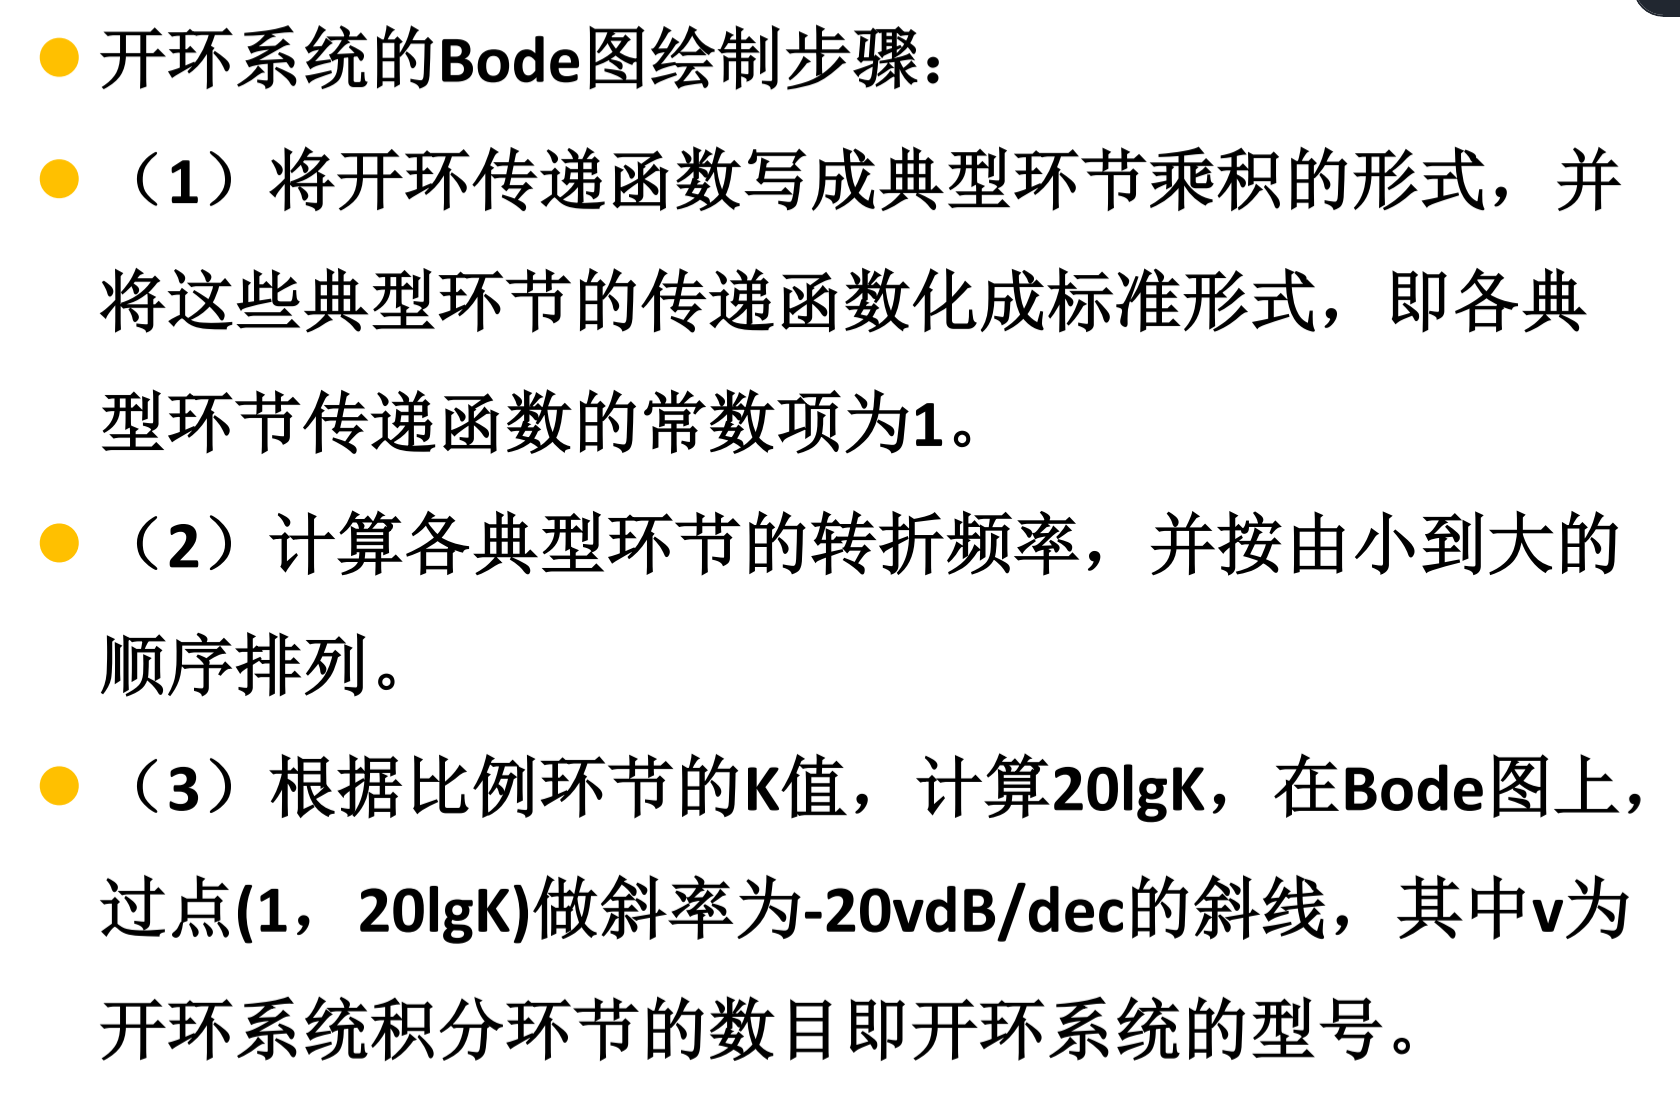 开环系统的Bode图绘制步骤：
（1）将开环传递函数写成典型环节乘积的形式，并
将这些典型环节的传递函数化成标准形式，即各典
型环节传递函数的常数项为1。
（2）计算各典型环节的转折频率，并按由小到大的
顺序排列。
（3）根据比例环节的K值，计算20lgK，在Bode图上，
过点(1，20lgK)做斜率为-20vdB/dec的斜线，其中v为
开环系统积分环节的数目即开环系统的型号。